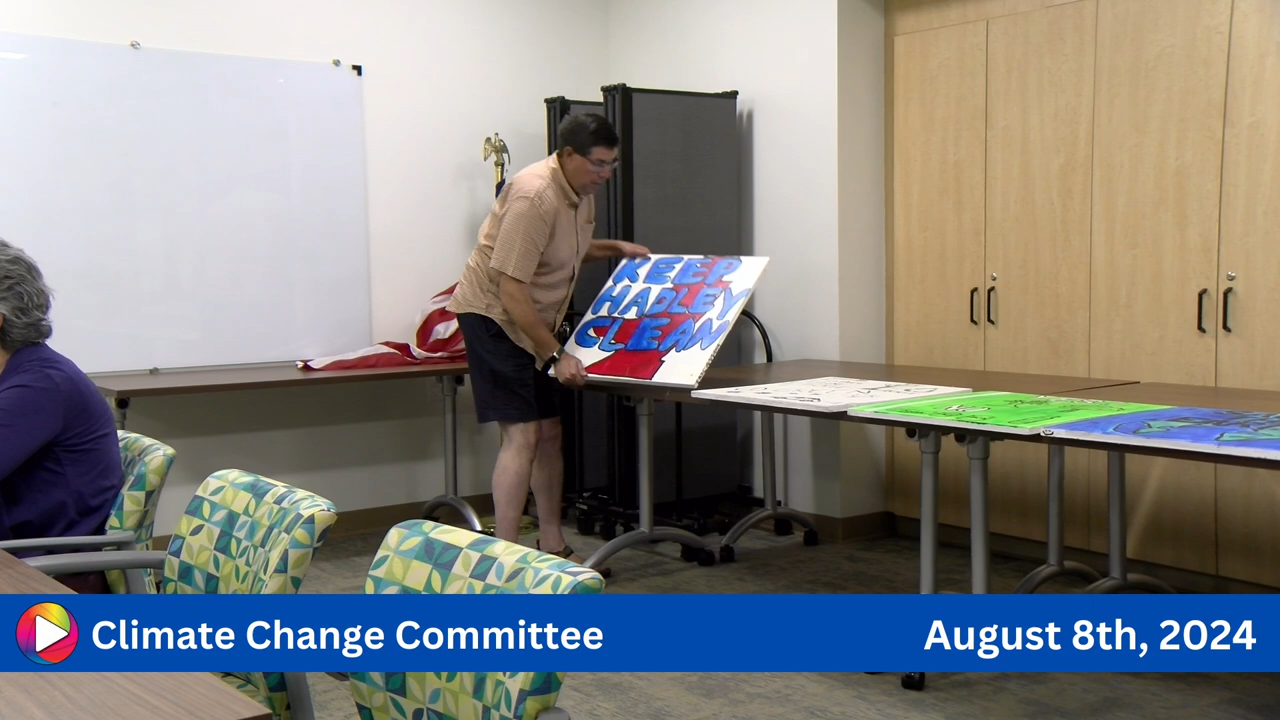 KEEP
HADLEY
CLEAN
Climate Change Committee
August 8th, 2024